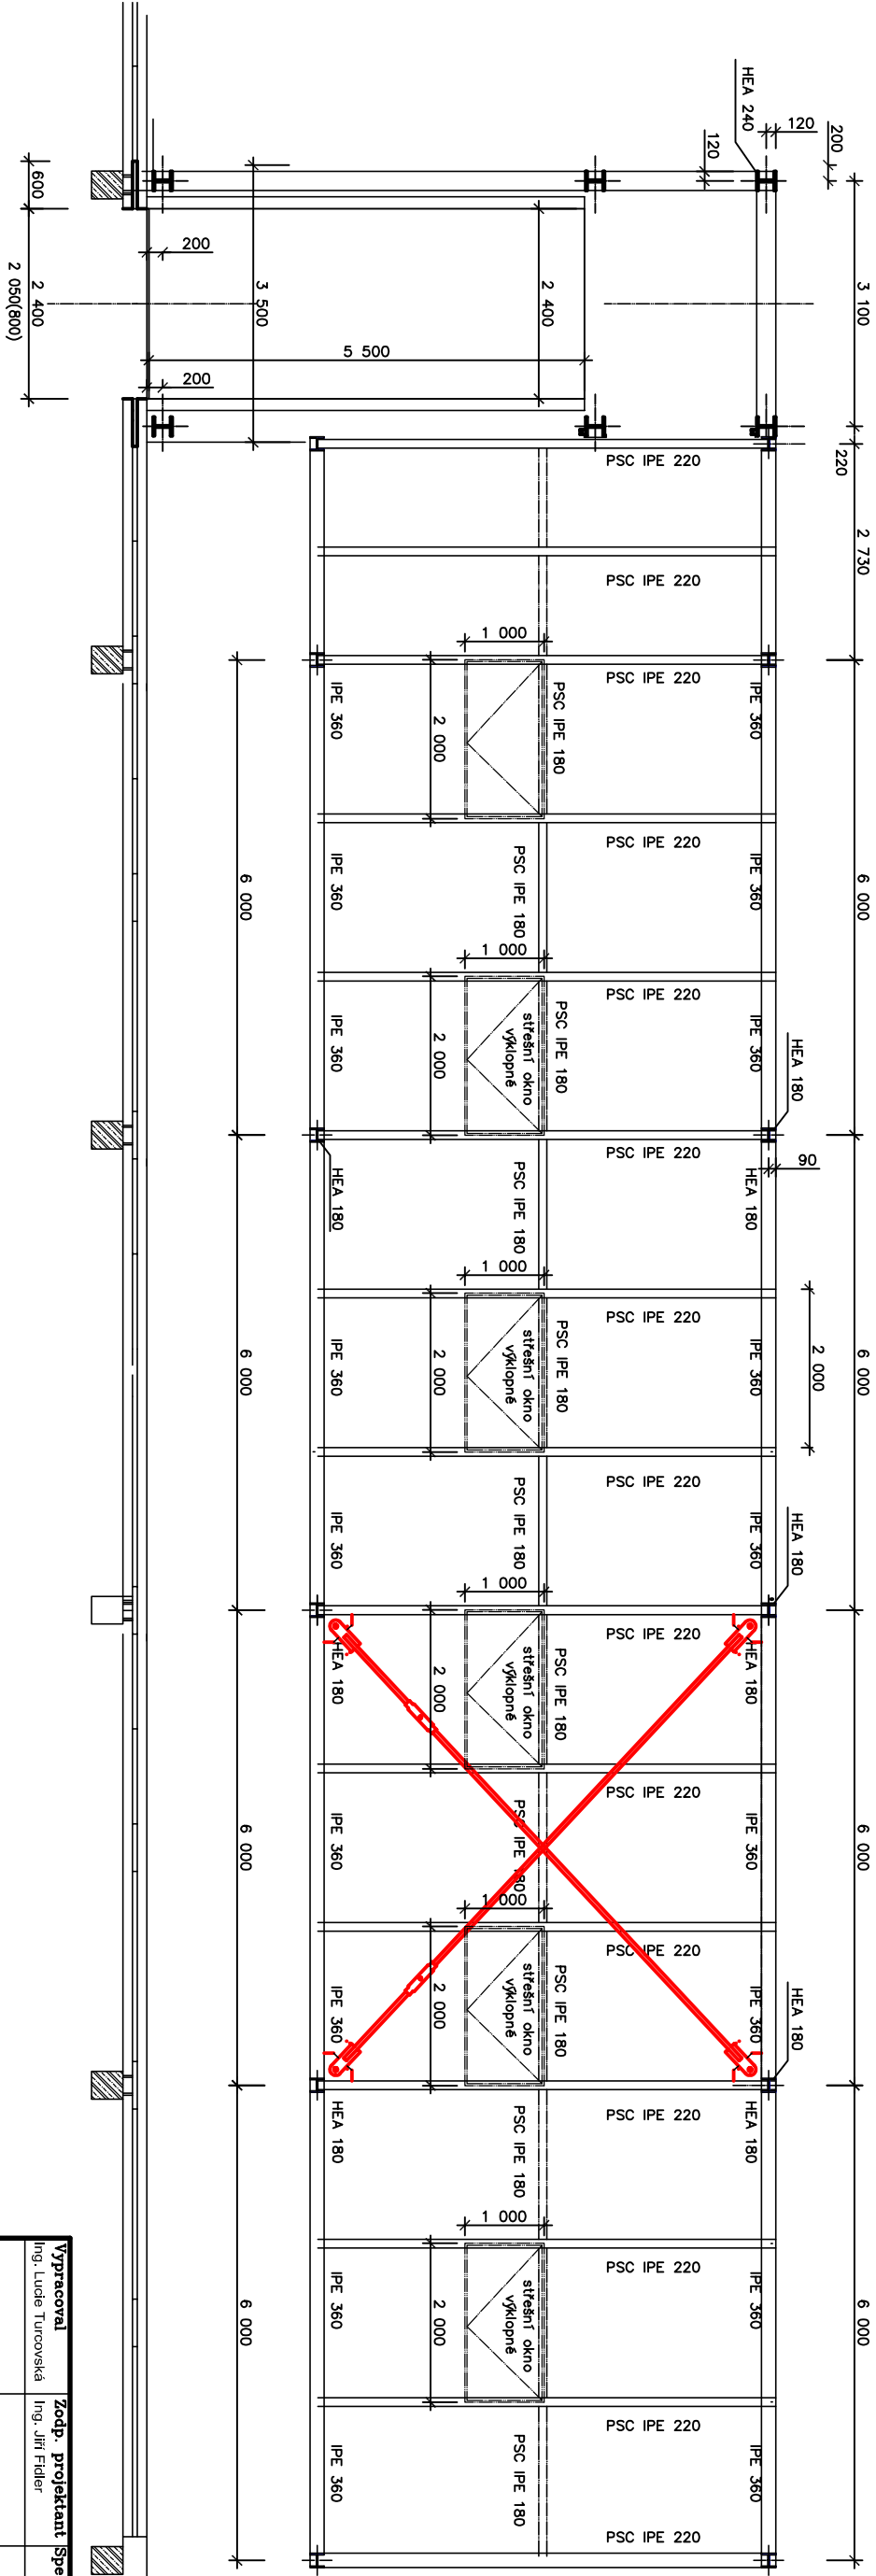 HEA 240
120
200
120
3 100
600
200
3 500
2 400
5 500
2 400
2 050(800)
200
220
2 730
PSC IPE 220
PSC IPE 220
1 000
PSC IPE 220
IPE 360
2 000
PSC IPE 180
IPE 360
PSC IPE 220
IPE 360
6 000
PSC IPE 180
IPE 360
6 000
1 000
PSC IPE 220
IPE 360
2 000
střešní okno
výklopné
PSC IPE 180
IPE 360
HEA 180
PSC IPE 220
90
HEA 180
PSC IPE 180
HEA 180
1 000
PSC IPE 220
IPE 360
2 000
střešní okno
výklopné
PSC IPE 180
IPE 360
2 000
6 000
6 000
PSC IPE 220
IPE 360
PSC IPE 180
IPE 360
HEA 180
1 000
PSC IPE 220
HEA 180
2 000
střešní okno
výklopné
PSC IPE 180
HEA 180
PSC IPE 220
IPE 360
6 000
PSC IPE 180
IPE 360
6 000
1 000
PSC IPE 220
IPE 360
2 000
střešní okno
výklopné
PSC IPE 180
IPE 360
HEA 180
PSC IPE 220
HEA 180
PSC IPE 180
HEA 180
1 000
PSC IPE 220
IPE 360
2 000
střešní okno
výklopné
IPE 360
6 000
6 000
PSC IPE 220
IPE 360
PSC IPE 180
IPE 360
PSC IPE 220
Vypracoval
Ing. Lucie Turcovská
Zodp. projektant
Ing. Jiří Fidler
Spe